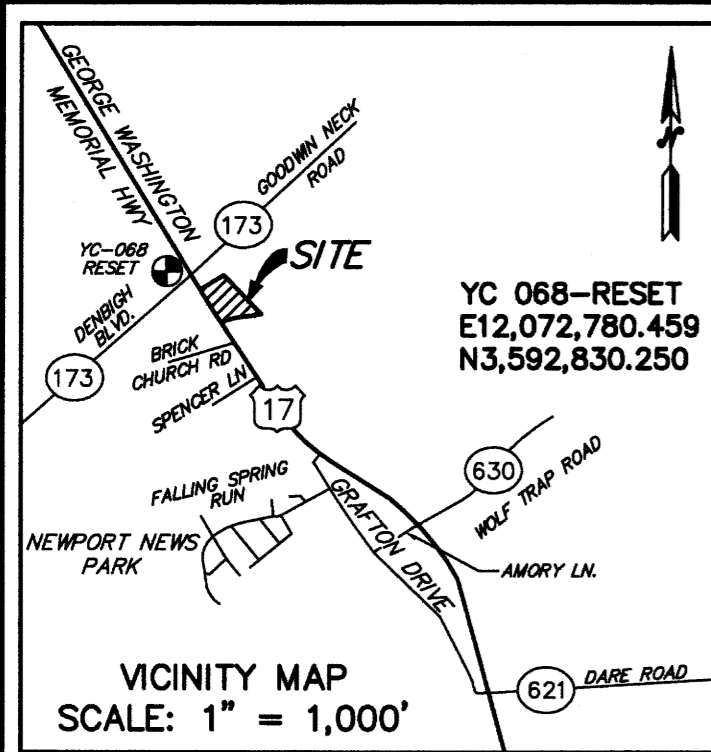 GEORGE WASHINGTON
MEMORIAL HWY
GOODWIN NECK
ROAD
173
N
YC-068
RESET
SITE
DENBIGH
BLVD.
173
YC 068-RESET
E12,072,780.459
N3,592,830.250
BRICK
CHURCH RD
SPENCER LN
17
630
WOLF TRAP ROAD
FALLING SPRING
RUN
GRAFTON DRIVE
NEWPORT NEWS
PARK
AMORY LN.
621
DARE ROAD
VICINITY MAP
SCALE: 1" = 1,000'